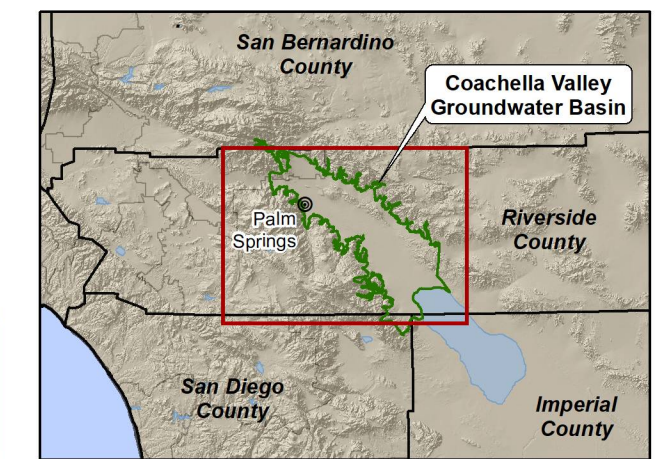 San Bernardino
County
Coachella Valley
Groundwater Basin
Palm
Springs
Riverside
County
San Diego
County
Imperial
County